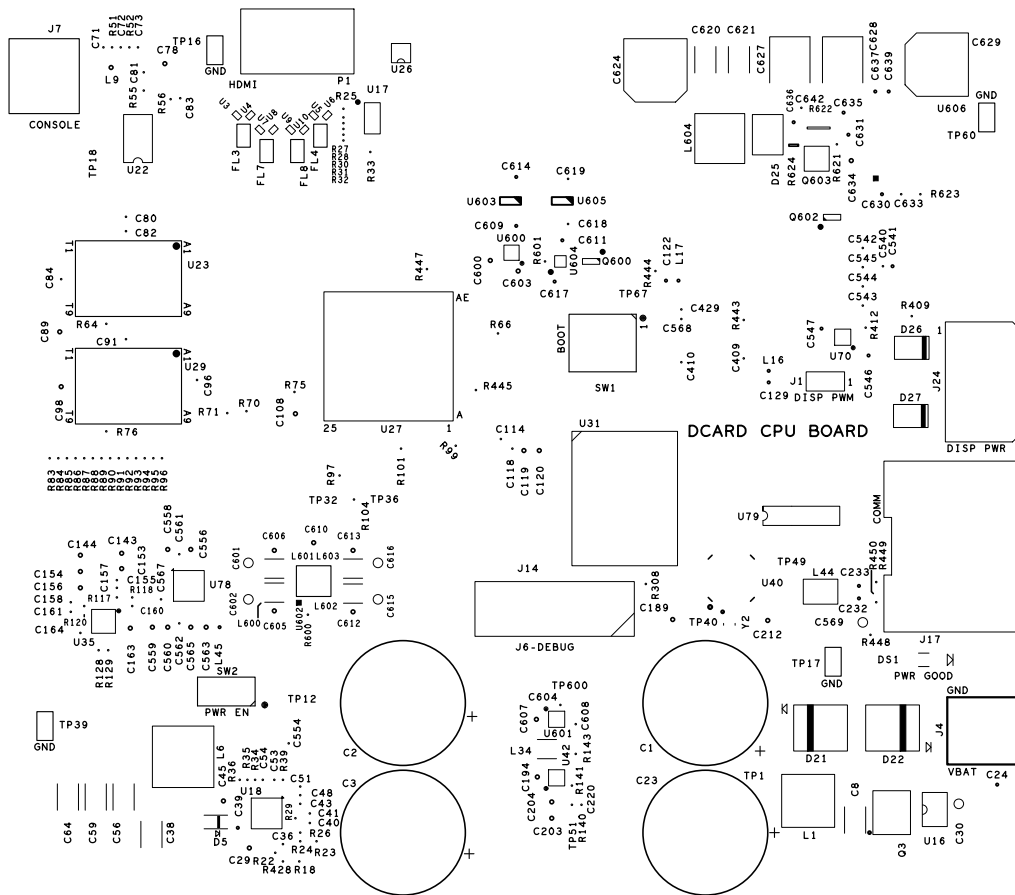 J7
C71
R51
C72
R52
C73
TP16
C78
GND
L9
C81
R55
R56
C83
CONSOLE
TP18
U22
HDMI
P1
U26
R25
U17
U3
U4
U7
U8
U9
U10
U5
U6
FL3
FL7
FL8
FL4
R27
R28
R30
R31
R32
R33
C624
C620
C621
C627
C628
C637
C639
C629
U606
GND
TP60
C636
C642
R622
C635
C631
L604
D25
R624
Q603
R621
C634
C630
C633
R623
C614
C619
U603
U605
C609
C618
U600
C611
Q602
C600
C603
R601
U604
Q600
C617
R444
C122
L17
TP67
C542
C545
C544
C543
C540
C541
C80
C82
T1
A1
U23
C84
T9
A9
R64
C89
C91
T1
A1
U29
C98
T9
A9
C96
R76
R71
R70
R75
C108
R447
AE
R66
R445
25
U27
1
A
R99
R101
BOOT
1
SW1
C429
C568
C410
R443
C409
L16
C129
C547
U70
R412
C546
R409
D26
J1
1
DISP PWM
D27
1
J24
DISP PWR
DCARD CPU BOARD
U31
C114
C118
C119
C120
R83
R84
R85
R86
R87
R88
R89
R90
R91
R92
R93
R94
R95
R96
R97
TP32
TP36
R104
U79
COMM
R450
R449
C144
C143
C153
C558
C561
C556
C154
C156
C158
C161
C164
C157
R117
C155
R118
C160
C567
R120
U35
U78
R128
R129
C163
C559
C560
C562
C565
C563
L45
C606
C610
C613
C601
L601
L603
C616
C602
L602
C615
L600
C605
U602
R600
C612
J14
J6-DEBUG
R308
C189
TP40
Y2
U40
C212
TP49
L44
C233
C232
C569
R448
J17
DS1
PWR GOOD
TP17
GND
SW2
PWR EN
TP12
TP39
GND
C554
L6
C2
C3
C604
TP600
C607
C608
U601
L34
U42
R143
C194
R141
C204
C220
C203
TP51
R140
C1
C23
TP1
D21
D22
GND
J4
VBAT
C24
L1
C8
Q3
U16
C30
C64
C59
C56
C38
C45
R36
R35
R34
C54
C53
R39
U18
C39
D5
C29
R29
C51
C48
C43
C41
C40
R26
C36
R24
R23
R22
R428
R18